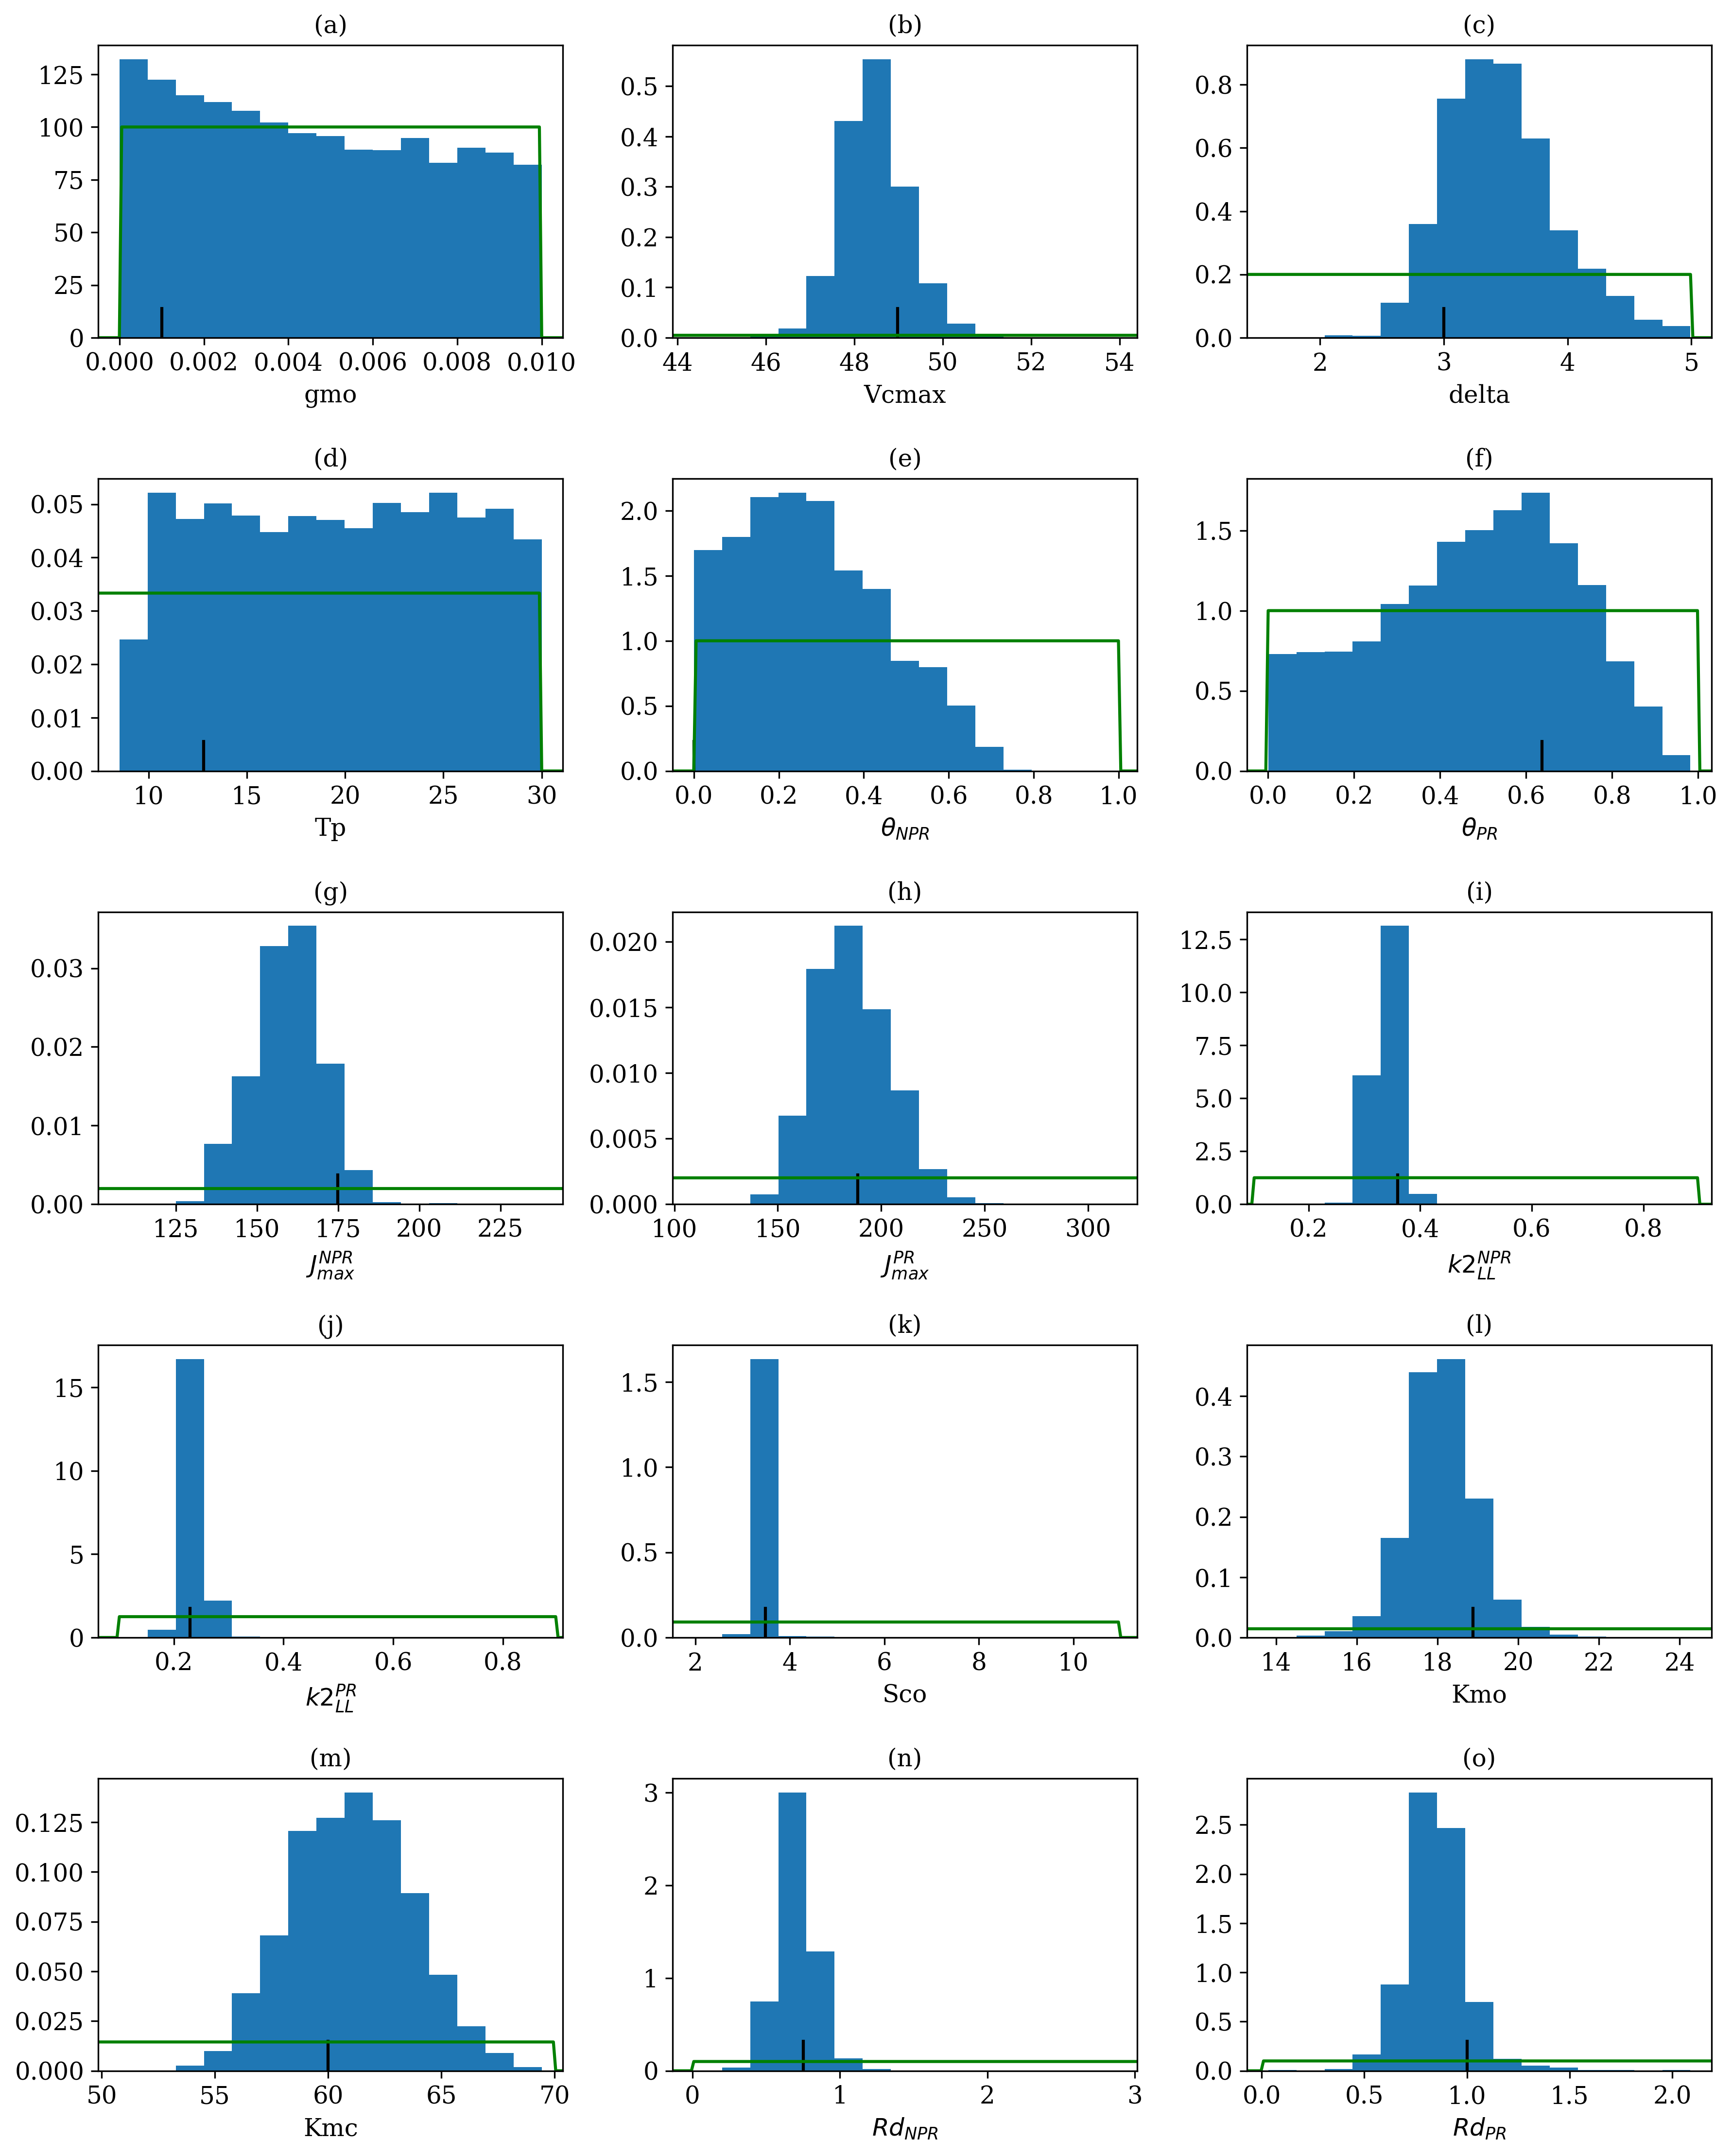 (a) (b) (c)
125 0.5 0.8
100 0.4 0.6
75 0.3 0.4
50 0.2 0.2
25 0.1 0.0
0 0.0
0.000 0.002 0.004 0.006 0.008 0.010 44 46 48 50 52 54 2 3 4 5
gmo Vcmax delta
(d) (e) (f)
0.05 2.0 1.5
0.04 1.5 1.0
0.03 1.0 0.5
0.02 0.5 0.0
0.01 0.0
0.00
10 15 20 25 30 0.0 0.2 0.4 0.6 0.8 1.0 0.0 0.2 0.4 0.6 0.8 1.0
Tp θNPR θPR
(g) (h) (i)
0.03 0.020 12.5
0.02 0.015 10.0
0.01 0.010 7.5
0.00 0.005 5.0
0.000 2.5
0.0
125 150 175 200 225 100 150 200 250 300 0.2 0.4 0.6 0.8
J^NPR_max J^PR_max k2^NPR_LL
(j) (k) (l)
15 1.5 0.4
10 1.0 0.3
5 0.5 0.2
0 0.0 0.1
0.0
0.2 0.4 0.6 0.8 2 4 6 8 10 14 16 18 20 22 24
k2^PR_LL Sco Kmo
(m) (n) (o)
0.125 3 2.5
0.100 2 2.0
0.075 1 1.5
0.050 0 1.0
0.025 0.5
0.000 0.0
50 55 60 65 70 0 1 2 3 0.0 0.5 1.0 1.5 2.0
Kmc RdNPR RdPR